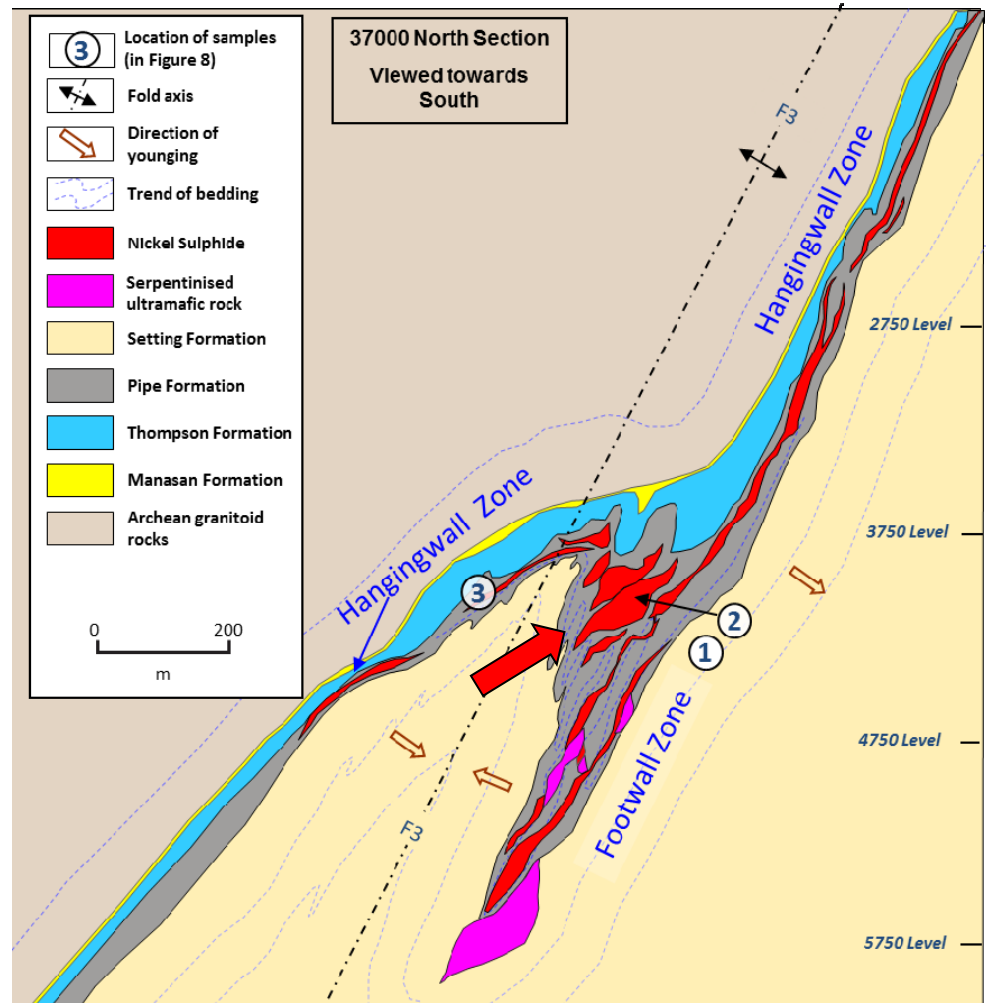 3
Location of samples
(in Figure 8)
Fold axis
Direction of
younging
Trend of bedding
Nickel Sulphide
Serpentinised
ultramafic rock
Setting Formation
Pipe Formation
Thompson Formation
Manasan Formation
Archean granitoid
rocks
0
200
m
37000 North Section
Viewed towards
South
F3
Hangingwall Zone
2750 Level
Hangingwall Zone
3750 Level
3
2
1
Footwall Zone
4750 Level
F3
5750 Level